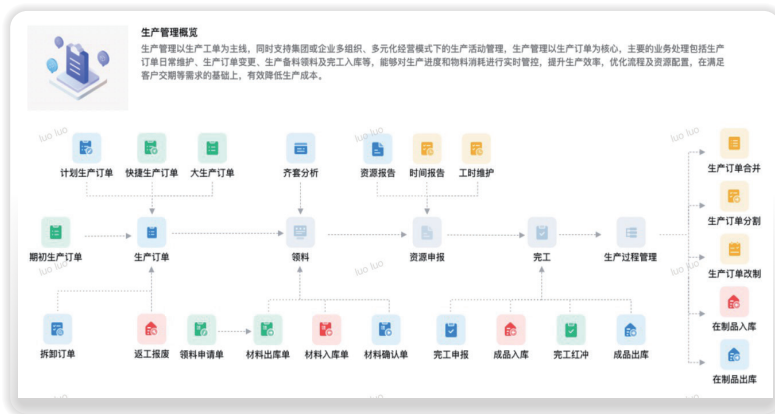 生产管理概览
生产管理以生产工单为主线，同时支持集团或企业多组织、多元化经营模式下的生产活动管理，生产管理以生产订单为核心，主要的业务处理包括生产
订单日常维护、生产订单变更、生产备料领料及完工入库等，能够对生产进度和物料消耗进行实时管控，提升生产效率，优化流程及资源配置，在满足
客户交期等需求的基础上，有效降低生产成本。
luo luo
luo luo
luo luo
计划生产订单 快捷生产订单 大生产订单 齐套分析 资源报告 时间报告 工时维护 生产订单合并
生产订单分割
期初生产订单 生产订单 领料 资源申报 完工 生产过程管理
luo luo
luo luo
luo luo
生产订单改制
在制品入库
拆卸订单 返工报废 领料申请单 材料出库单 材料入库单 材料确认单 完工申报 成品入库 完工红冲 成品出库
在制品出库